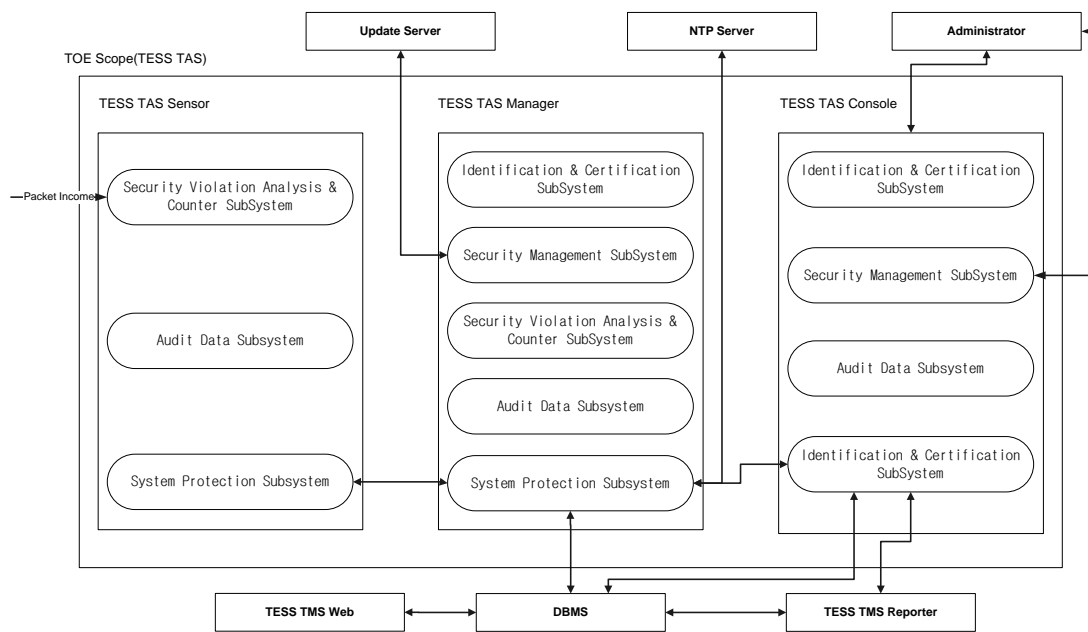 Update Server
NTP Server
Administrator
TOE Scope(TESS TAS)
TESS TAS Sensor
Packet Income
Security Violation Analysis &
Counter SubSystem
Audit Data Subsystem
System Protection Subsystem
TESS TAS Manager
Identification & Certification
SubSystem
Security Management SubSystem
Security Violation Analysis &
Counter SubSystem
Audit Data Subsystem
System Protection Subsystem
TESS TAS Console
Identification & Certification
SubSystem
Security Management SubSystem
Audit Data Subsystem
Identification & Certification
SubSystem
TESS TMS Web
DBMS
TESS TMS Reporter